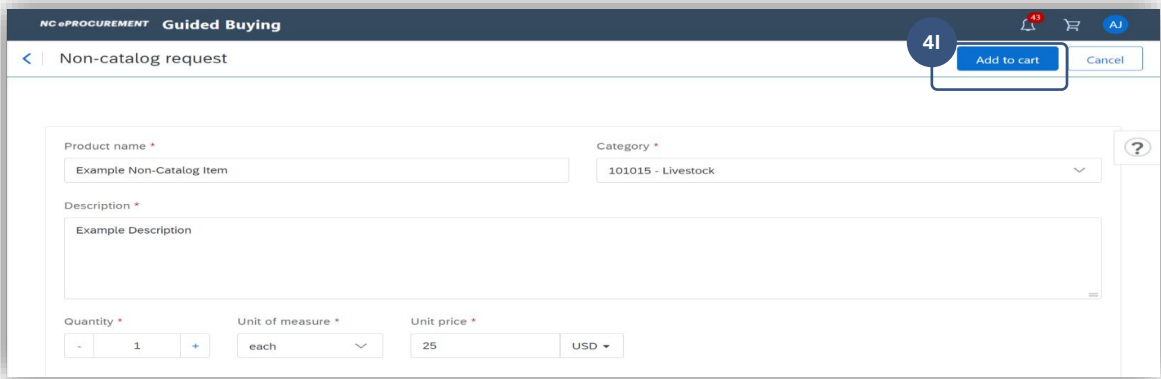 NC ePROCUREMENT Guided Buying 43 AJ
4I
Non-catalog request Add to cart Cancel
Product name * Category *
Example Non-Catalog Item 101015 - Livestock
?
Description *
Example Description
Quantity * Unit of measure * Unit price *
- 1 + each 25 USD